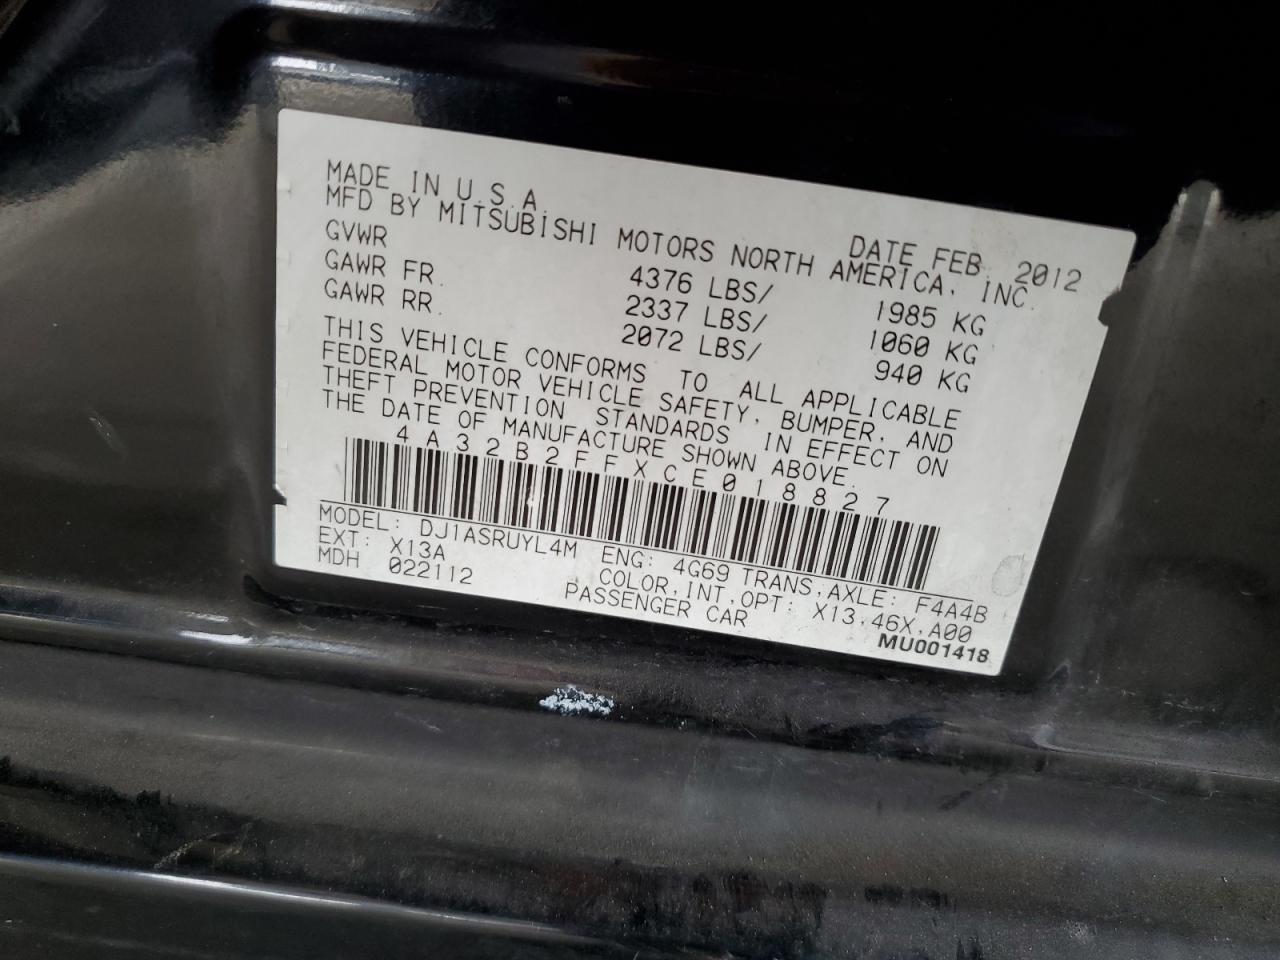 MADE IN U.S.A. DATE FEB. 2012
MFD BY MITSUBiSHI MOTORS NORTH AMERICA, INC.
GVWR 4376 LBS/ 1985 KG
GAWR FR. 2337 LBS/ 1060 KG
GAWR RR. 2072 LBS/ 940 KG
THIS VEHICLE CONFORMS TO ALL APPLICABLE
FEDERAL MOTOR VEHICLE SAFETY, BUMPER, AND
THEFT PREVENTION STANDARDS IN EFFECT ON
THE DATE OF MANUFACTURE SHOWN ABOVE.
4A32B2FFXCE018827
MODEL: DJ1ASRUYL4M ENG: 4G69 TRANS,AXLE: F4A4B
EXT: X13A COLOR,INT,OPT: X13,46X,A00
MDH 022112 PASSENGER CAR
MU001418